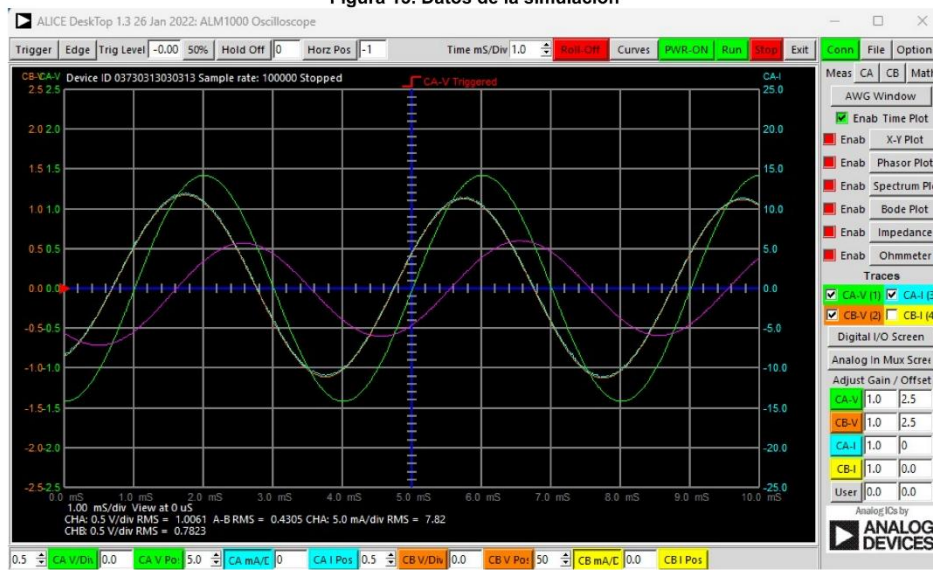 Figura 15. Datos de la simulación
ALICE DeskTop 1.3 26 Jan 2022: ALM1000 Oscilloscope
Trigger Edge Trig Level -0.00 50% Hold Off 0 Horz Pos -1 Time mS/Div 1.0 Roll-Off Curves PWR-ON Run Stop Exit Conn File Option
CB-V CA-V Device ID 03730313030313 Sample rate: 100000 Stopped CA-V Triggered CA-I
Meas CA CB Math
AWG Window
Enab Time Plot
Enab X-Y Plot
Enab Phasor Plot
Enab Spectrum Pl
Enab Bode Plot
Enab Impedance
Enab Ohmmeter
Traces
CA-V (1) CA-I (3
CB-V (2) CB-I (4
Digital I/O Screen
Analog In Mux Scree
Adjust Gain / Offset
CA-V 1.0 2.5
CB-V 1.0 2.5
CA-I 1.0 0
CB-I 1.0 0.0
User 0.0 0.0
Analog ICs by
ANALOG
DEVICES
2.5 2.5 25.0
2.0 2.0 20.0
1.5 1.5 15.0
1.0 1.0 10.0
0.5 0.5 5.0
0.0 0.0 0.0
-0.5 -0.5 -5.0
-1.0 -1.0 -10.0
-1.5 -1.5 -15.0
-2.0 -2.0 -20.0
-2.5 -2.5 -25.0
0.0 mS 1.0 mS 2.0 mS 3.0 mS 4.0 mS 5.0 mS 6.0 mS 7.0 mS 8.0 mS 9.0 mS 10.0 mS
1.00 mS/div View at 0 uS
CHA: 0.5 V/div RMS = 1.0061 A-B RMS = 0.4305 CHA: 5.0 mA/div RMS = 7.82
CHB: 0.5 V/div RMS = 0.7823
0.5 CA V/Div 0.0 CA V Pos 5.0 CA mA/D 0 CA I Pos 0.5 CB V/Div 0.0 CB V Pos 50 CB mA/D 0.0 CB I Pos